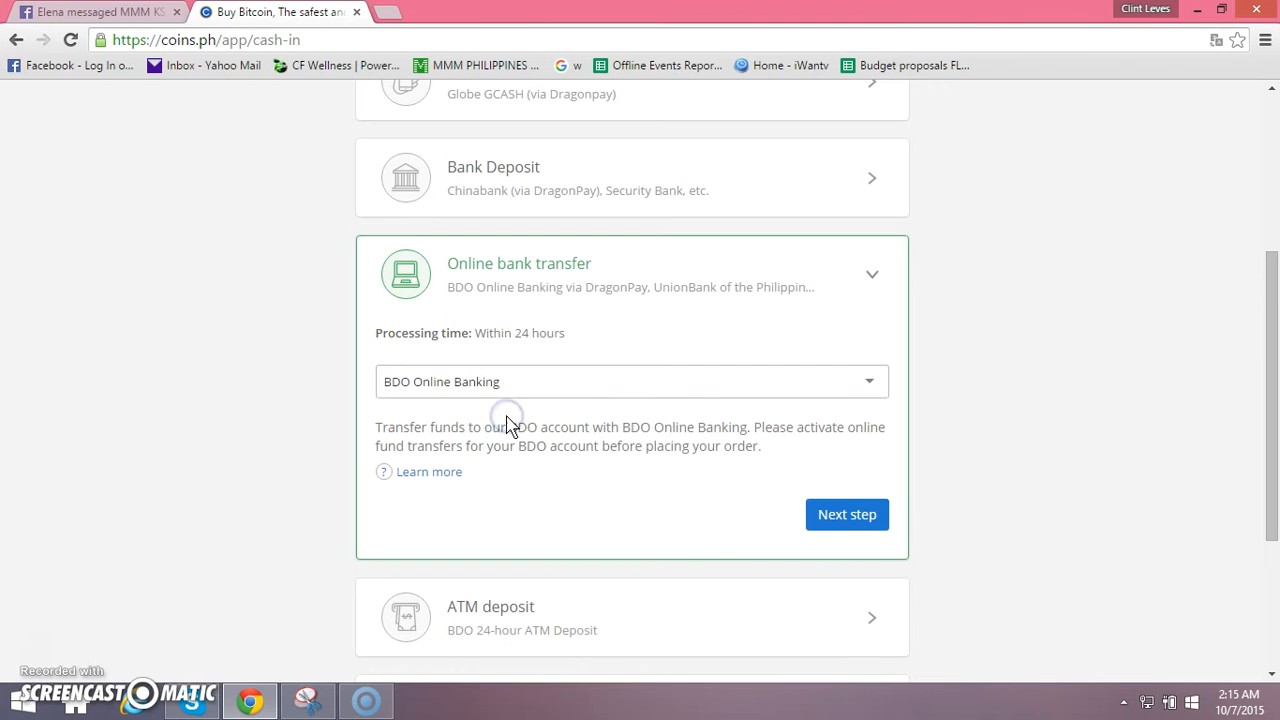 Elena messaged MMM KS
Buy Bitcoin, The safest and
Clint Leves
https://coins.ph/app/cash-in
Facebook - Log In o...
Inbox - Yahoo Mail
CF Wellness | Power...
MMM PHILIPPINES ...
w
Offline Events Repor...
Home - iWantv
Budget proposals FL...
Globe GCASH (via Dragonpay)
Bank Deposit
Chinabank (via DragonPay), Security Bank, etc.
Online bank transfer
BDO Online Banking via DragonPay, UnionBank of the Philippin...
Processing time: Within 24 hours
BDO Online Banking
Transfer funds to our BDO account with BDO Online Banking. Please activate online
fund transfers for your BDO account before placing your order.
? Learn more
Next step
ATM deposit
BDO 24-hour ATM Deposit
Recorded with
SCREENCAST-O-MATIC
2:15 AM
10/7/2015